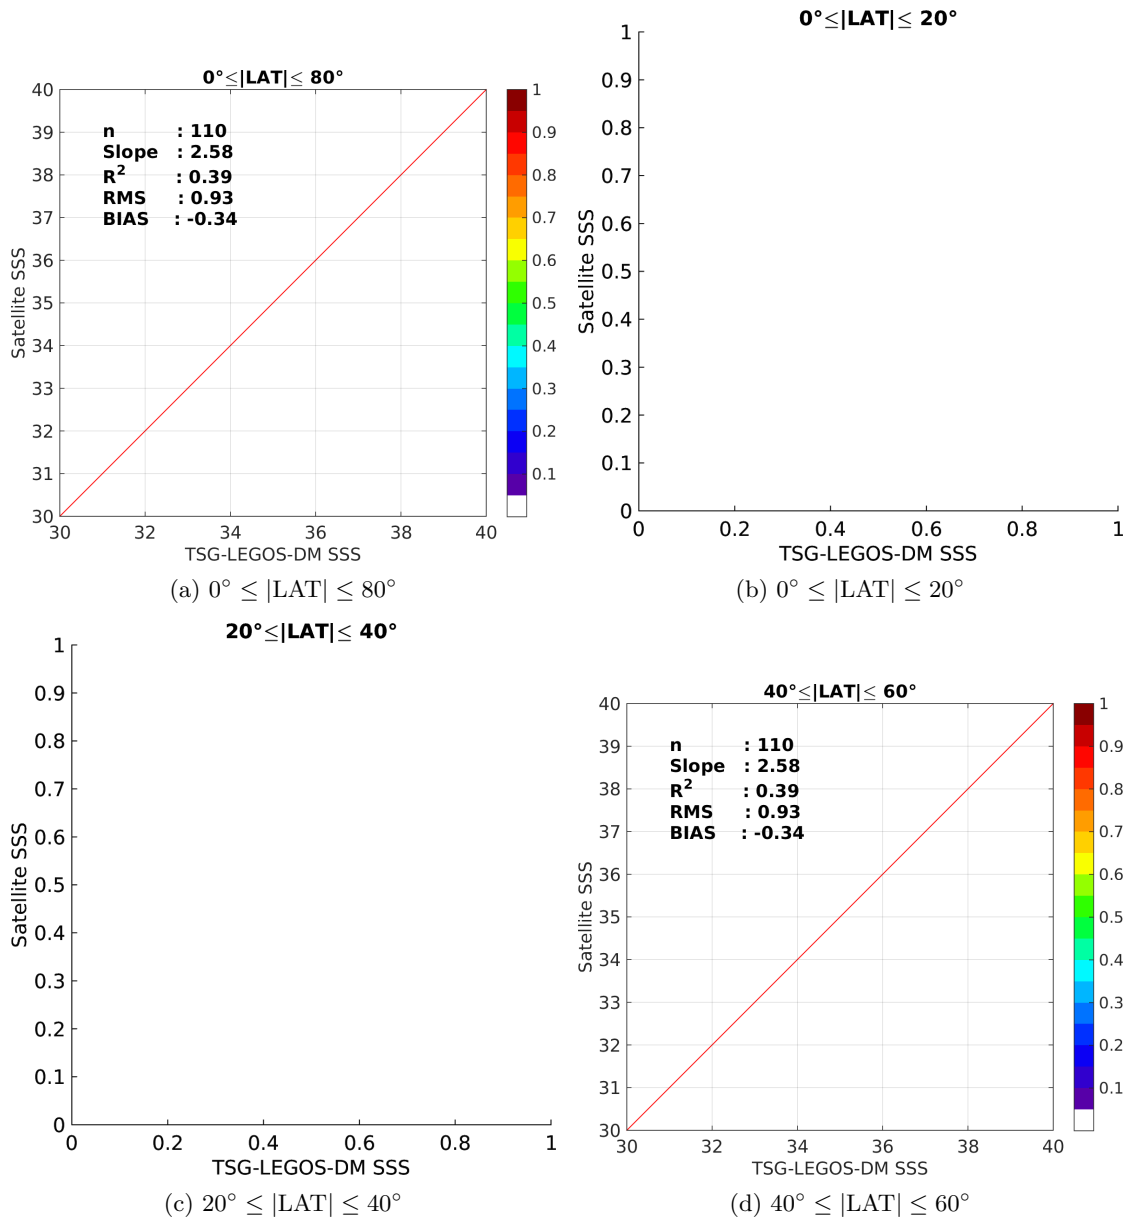 0°≤|LAT|≤ 80°
40
39
38
37
36
35
34
33
32
31
30
Satellite SSS
n : 110
Slope : 2.58
R² : 0.39
RMS : 0.93
BIAS : -0.34
30 32 34 36 38 40
TSG-LEGOS-DM SSS
1
0.9
0.8
0.7
0.6
0.5
0.4
0.3
0.2
0.1
(a) 0° ≤ |LAT| ≤ 80°
0°≤|LAT|≤ 20°
1
0.9
0.8
0.7
0.6
0.5
0.4
0.3
0.2
0.1
0
Satellite SSS
0 0.2 0.4 0.6 0.8 1
TSG-LEGOS-DM SSS
(b) 0° ≤ |LAT| ≤ 20°
20°≤|LAT|≤ 40°
1
0.9
0.8
0.7
0.6
0.5
0.4
0.3
0.2
0.1
0
Satellite SSS
0 0.2 0.4 0.6 0.8 1
TSG-LEGOS-DM SSS
(c) 20° ≤ |LAT| ≤ 40°
40°≤|LAT|≤ 60°
40
39
38
37
36
35
34
33
32
31
30
Satellite SSS
n : 110
Slope : 2.58
R² : 0.39
RMS : 0.93
BIAS : -0.34
30 32 34 36 38 40
TSG-LEGOS-DM SSS
1
0.9
0.8
0.7
0.6
0.5
0.4
0.3
0.2
0.1
(d) 40° ≤ |LAT| ≤ 60°